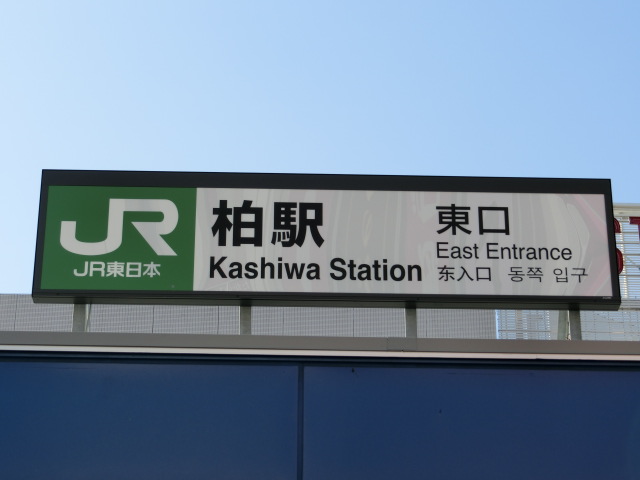 JR
JR東日本
柏駅
Kashiwa Station
東口
East Entrance
东入口 동쪽 입구